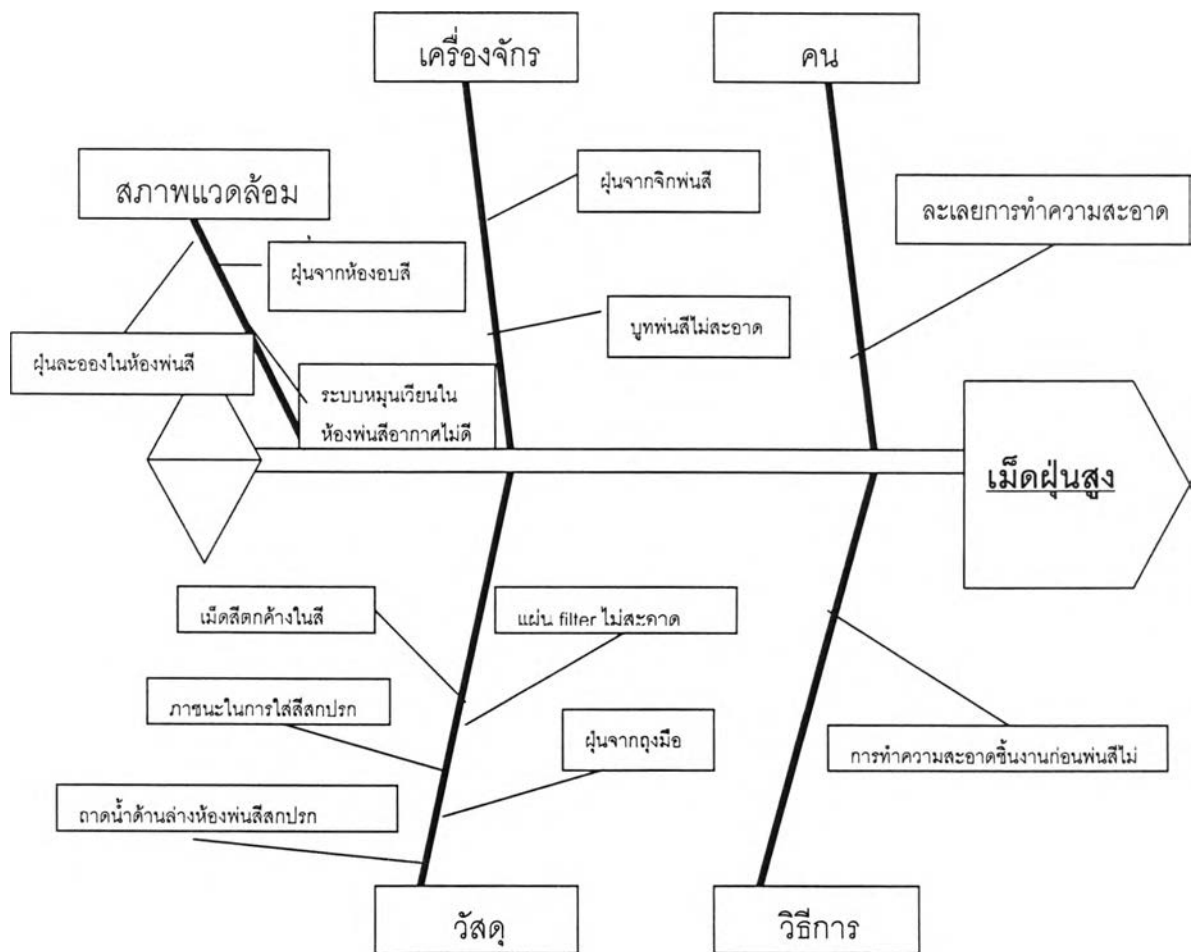 เครื่องจักร
คน
ฝุ่นจากจิกพ่นสี
สภาพแวดล้อม
ละเลยการทำความสะอาด
ฝุ่นจากห้องอบสี
บูทพ่นสีไม่สะอาด
ฝุ่นละอองในห้องพ่นสี
ระบบหมุนเวียนใน
ห้องพ่นสีอากาศไม่ดี
เม็ดฝุ่นสูง
เม็ดสีตกค้างในสี
แผ่น filter ไม่สะอาด
ภาชนะในการใส่สีสกปรก
ฝุ่นจากถุงมือ
การทำความสะอาดชิ้นงานก่อนพ่นสีไม่
ถาดน้ำด้านล่างห้องพ่นสีสกปรก
วัสดุ
วิธีการ